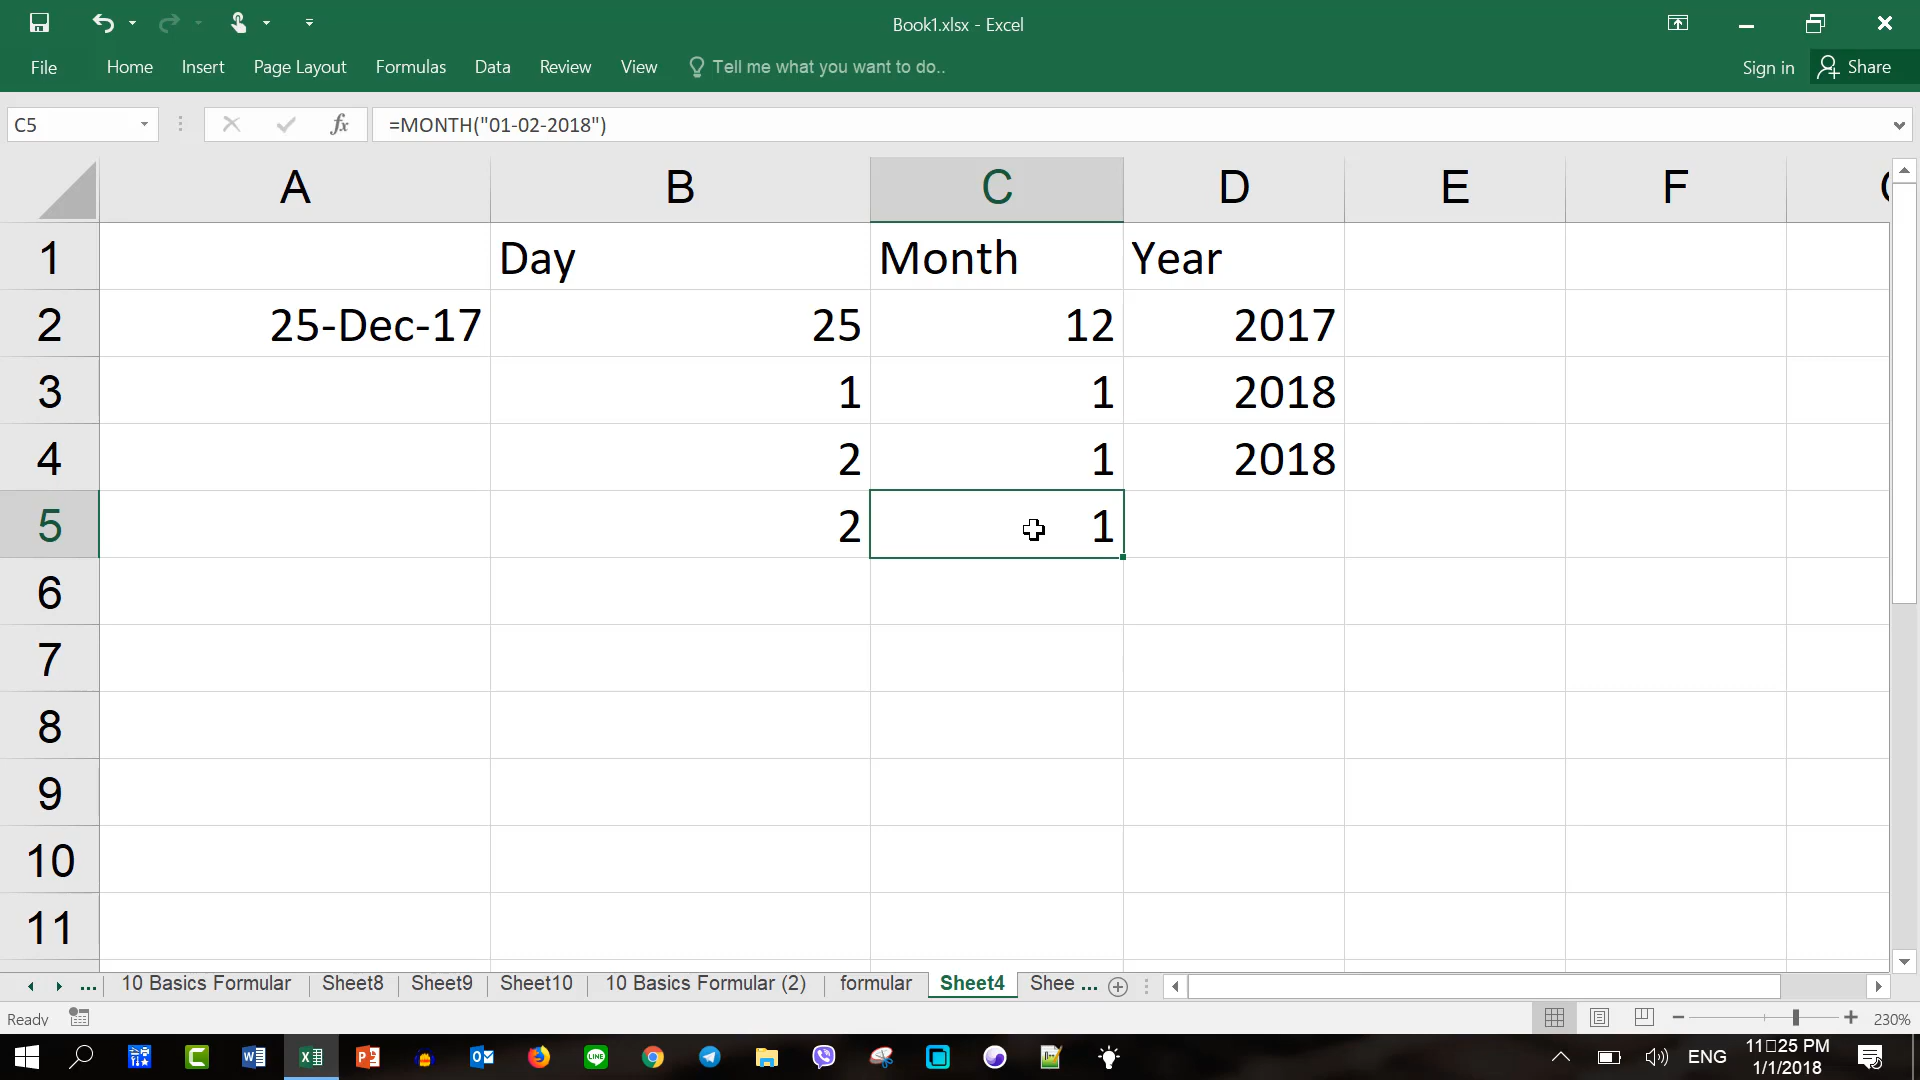 Book1.xlsx - Excel
File Home Insert Page Layout Formulas Data Review View Tell me what you want to do.. Sign in Share
C5 fx =MONTH("01-02-2018")
A B C D E F
1 Day Month Year
2 25-Dec-17 25 12 2017
3 1 1 2018
4 2 1 2018
5 2 1
6
7
8
9
10
11
... 10 Basics Formular Sheet8 Sheet9 Sheet10 10 Basics Formular (2) formular Sheet4 Shee ...
Ready 230%
ENG 11□25 PM
1/1/2018